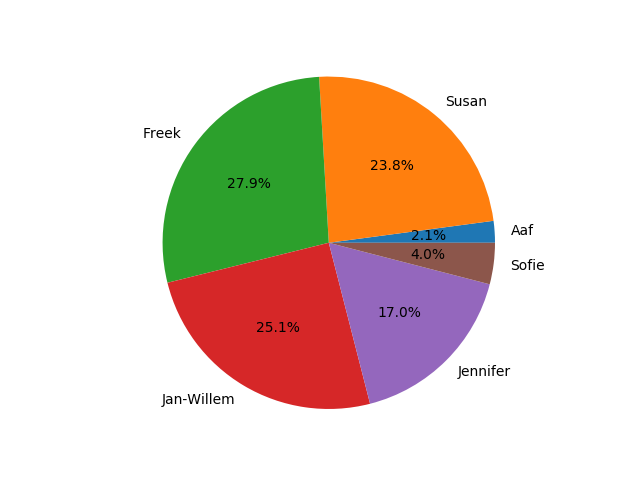 Susan
Freek
23.8%
27.9%
Aaf
2.1%
4.0%
Sofie
17.0%
25.1%
Jennifer
Jan-Willem